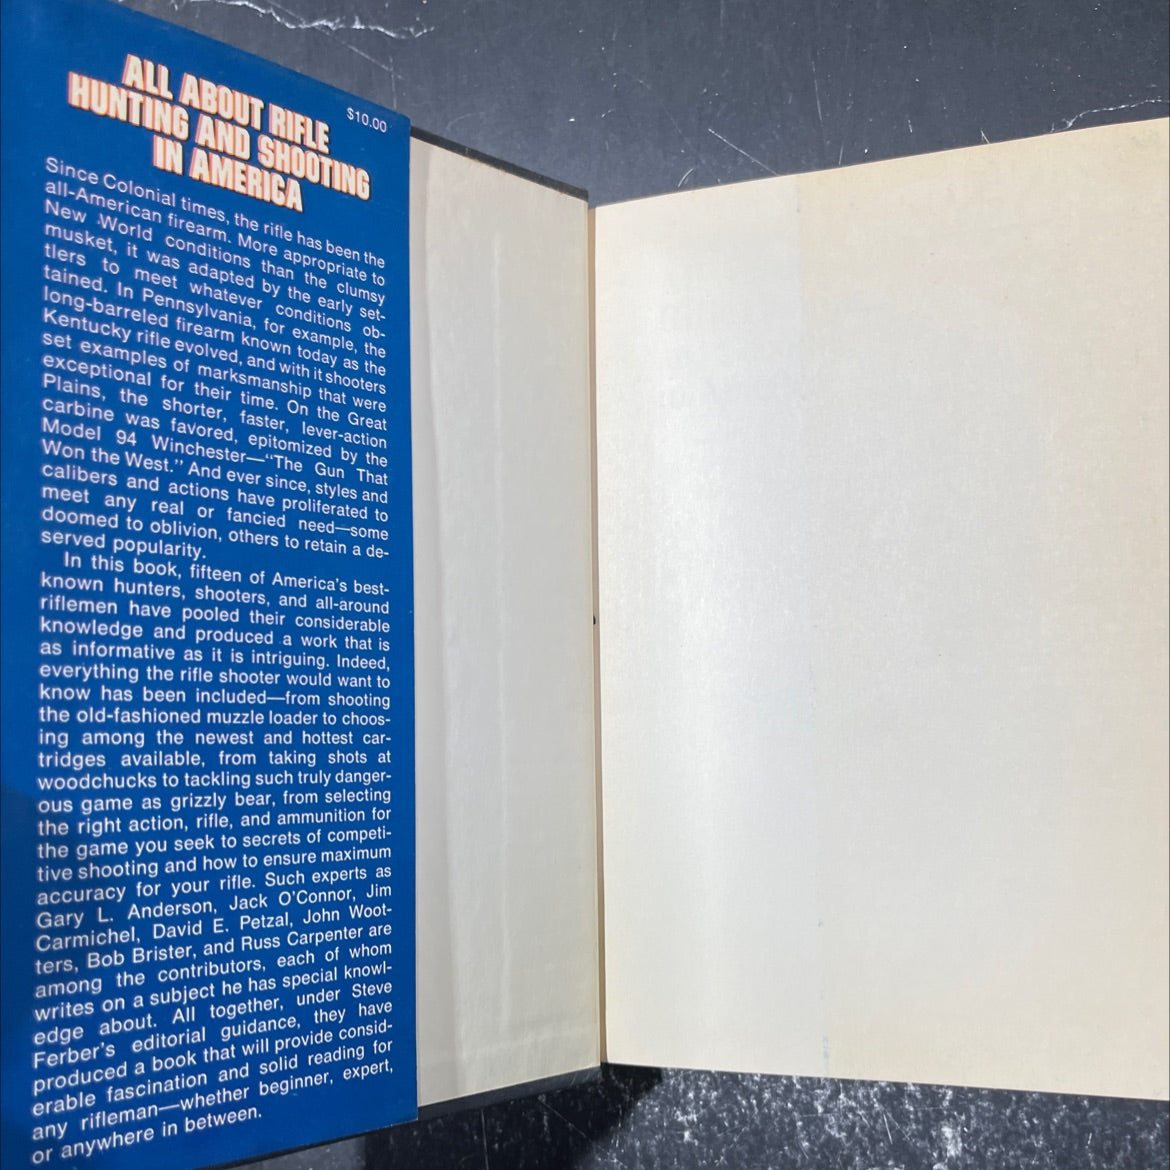 ALL ABOUT RIFLE
HUNTING AND SHOOTING
IN AMERICA
$10.00
Since Colonial times, the rifle has been the
all-American firearm. More appropriate to
New World conditions than the clumsy
musket, it was adapted by the early set-
tlers to meet whatever conditions ob-
tained. In Pennsylvania, for example, the
long-barreled firearm known today as the
Kentucky rifle evolved, and with it shooters
set examples of marksmanship that were
exceptional for their time. On the Great
Plains, the shorter, faster, lever-action
carbine was favored, epitomized by the
Model 94 Winchester—“The Gun That
Won the West.” And ever since, styles and
calibers and actions have proliferated to
meet any real or fancied need—some
doomed to oblivion, others to retain a de-
served popularity.
In this book, fifteen of America's best-
known hunters, shooters, and all-around
riflemen have pooled their considerable
knowledge and produced a work that is
as informative as it is intriguing. Indeed,
everything the rifle shooter would want to
know has been included—from shooting
the old-fashioned muzzle loader to choos-
ing among the newest and hottest car-
tridges available, from taking shots at
woodchucks to tackling such truly danger-
ous game as grizzly bear, from selecting
the right action, rifle, and ammunition for
the game you seek to secrets of competi-
tive shooting and how to ensure maximum
accuracy for your rifle. Such experts as
Gary L. Anderson, Jack O'Connor, Jim
Carmichel, David E. Petzal, John Woot-
ters, Bob Brister, and Russ Carpenter are
among the contributors, each of whom
writes on a subject he has special knowl-
edge about. All together, under Steve
Ferber's editorial guidance, they have
produced a book that will provide consid-
erable fascination and solid reading for
any rifleman—whether beginner, expert,
or anywhere in between.